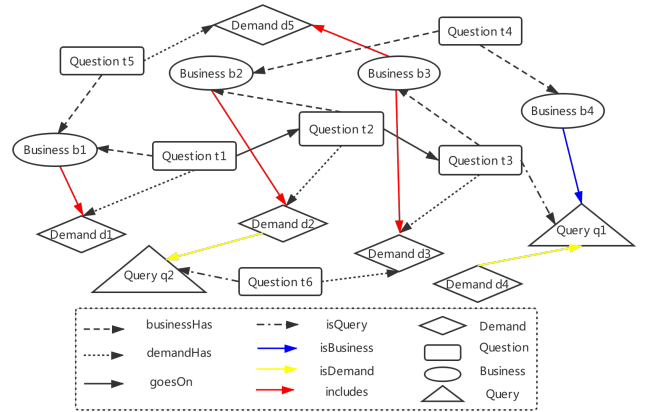 Demand d5
Question t4
Question t5
Business b2
Business b3
Business b4
Question t2
Business b1
Question t1
Question t3
Demand d2
Demand d1
Query q1
Demand d3
Query q2
Question t6
Demand d4
businessHas
isQuery
Demand
demandHas
isBusiness
Question
goesOn
isDemand
Business
includes
Query